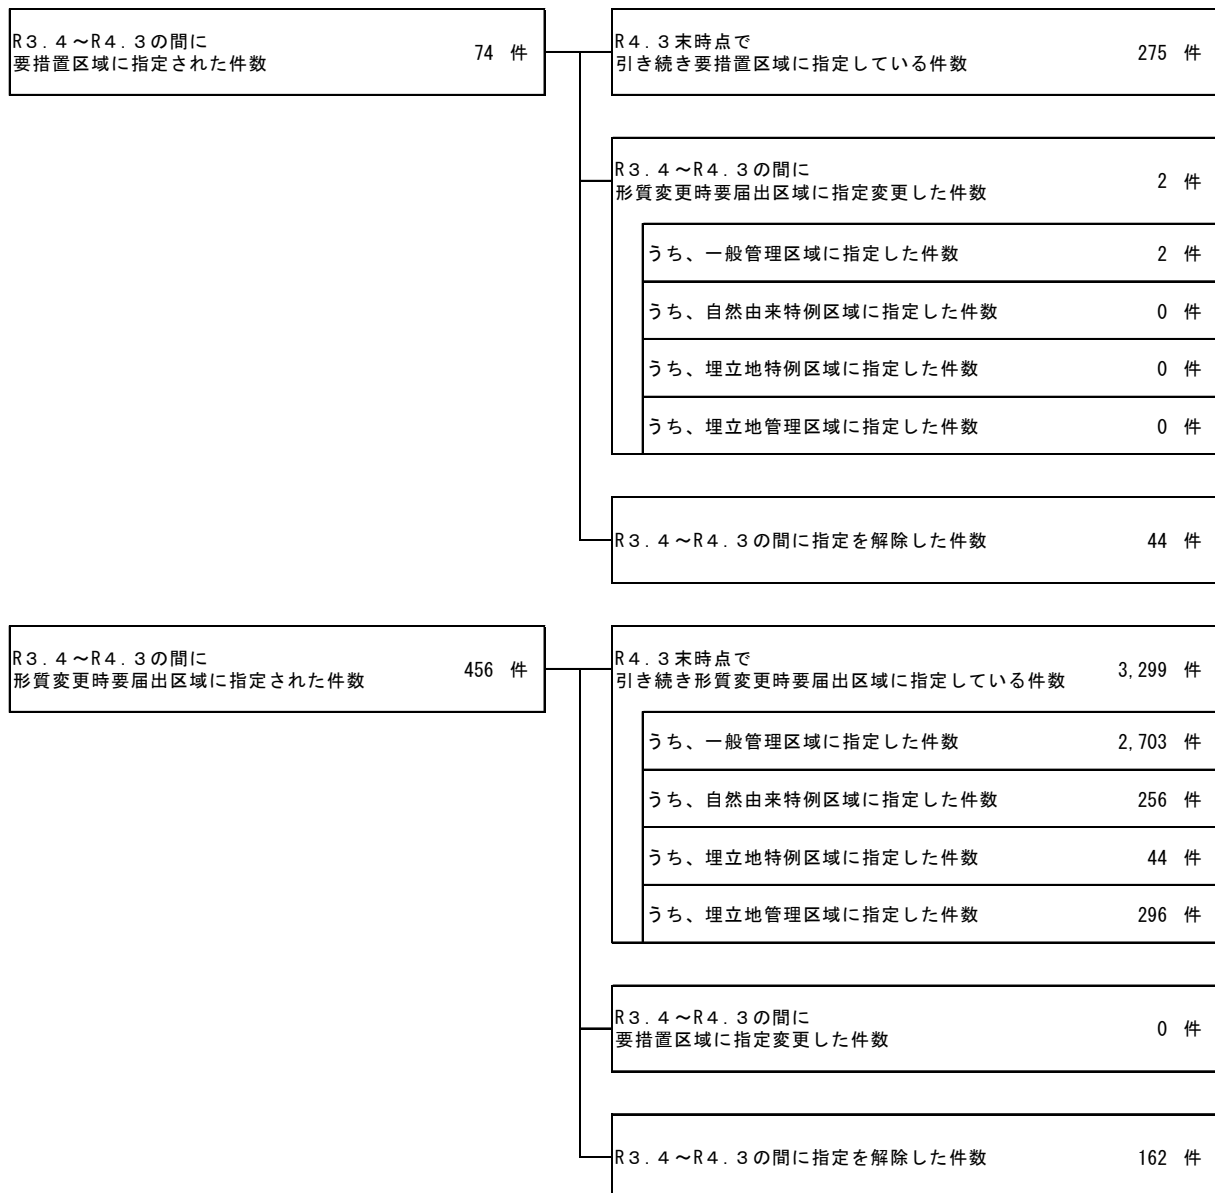 R３.４～R４.３の間に
要措置区域に指定された件数 74 件
R４.３末時点で
引き続き要措置区域に指定している件数 275 件
R３.４～R４.３の間に
形質変更時要届出区域に指定変更した件数 2 件
うち、一般管理区域に指定した件数 2 件
うち、自然由来特例区域に指定した件数 0 件
うち、埋立地特例区域に指定した件数 0 件
うち、埋立地管理区域に指定した件数 0 件
R３.４～R４.３の間に指定を解除した件数 44 件
R３.４～R４.３の間に
形質変更時要届出区域に指定された件数 456 件
R４.３末時点で
引き続き形質変更時要届出区域に指定している件数 3,299 件
うち、一般管理区域に指定した件数 2,703 件
うち、自然由来特例区域に指定した件数 256 件
うち、埋立地特例区域に指定した件数 44 件
うち、埋立地管理区域に指定した件数 296 件
R３.４～R４.３の間に
要措置区域に指定変更した件数 0 件
R３.４～R４.３の間に指定を解除した件数 162 件